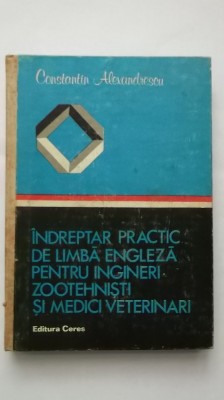 Constantin Alexandrescu
ÎNDREPTAR PRACTIC
DE LIMBĂ ENGLEZĂ
PENTRU INGINERI
ZOOTEHNIȘTI
ȘI MEDICI VETERINARI
Editura Ceres